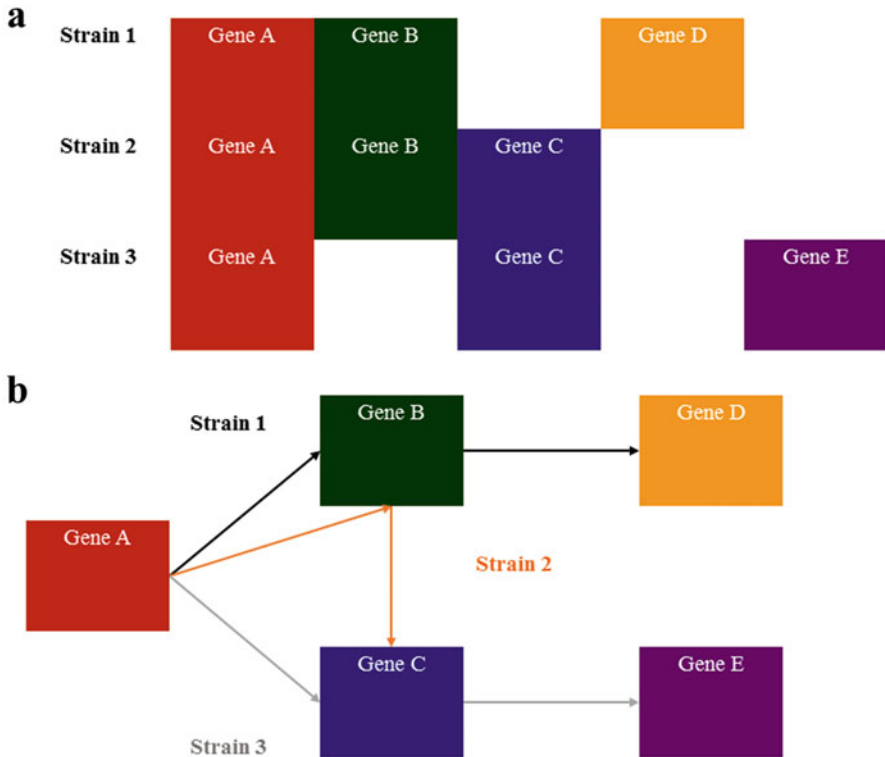 a
Strain 1 Gene A Gene B Gene D
Strain 2 Gene A Gene B Gene C
Strain 3 Gene A Gene C Gene E
b
Strain 1 Gene B Gene D
Gene A
Strain 2
Gene C Gene E
Strain 3